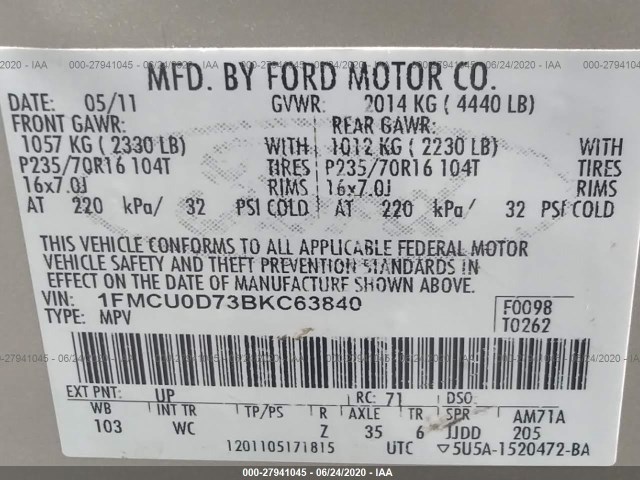 000-27941045 - 06/24/2020 - IAA
MFD. BY FORD MOTOR CO.
DATE: 05/11 GVWR: 2014 KG ( 4440 LB)
FRONT GAWR: REAR GAWR:
1057 KG ( 2330 LB) WITH 1012 KG ( 2230 LB) WITH
P235/70R16 104T TIRES P235/70R16 104T TIRES
16x7.0J RIMS 16x7.0J RIMS
AT 220 kPa/ 32 PSI COLD AT 220 kPa/ 32 PSI COLD
THIS VEHICLE CONFORMS TO ALL APPLICABLE FEDERAL MOTOR
VEHICLE SAFETY AND THEFT PREVENTION STANDARDS IN
EFFECT ON THE DATE OF MANUFACTURE SHOWN ABOVE.
VIN: 1FMCU0D73BKC63840 F0098
TYPE: MPV T0262
EXT PNT: UP RC: 71 DSO:
WB INT TR TP/PS R AXLE TR SPR AM71A
103 WC Z 35 6 JJDD 205
1201105171815 UTC ▽5U5A-1520472-BA
000-27941045 - 06/24/2020 - IAA